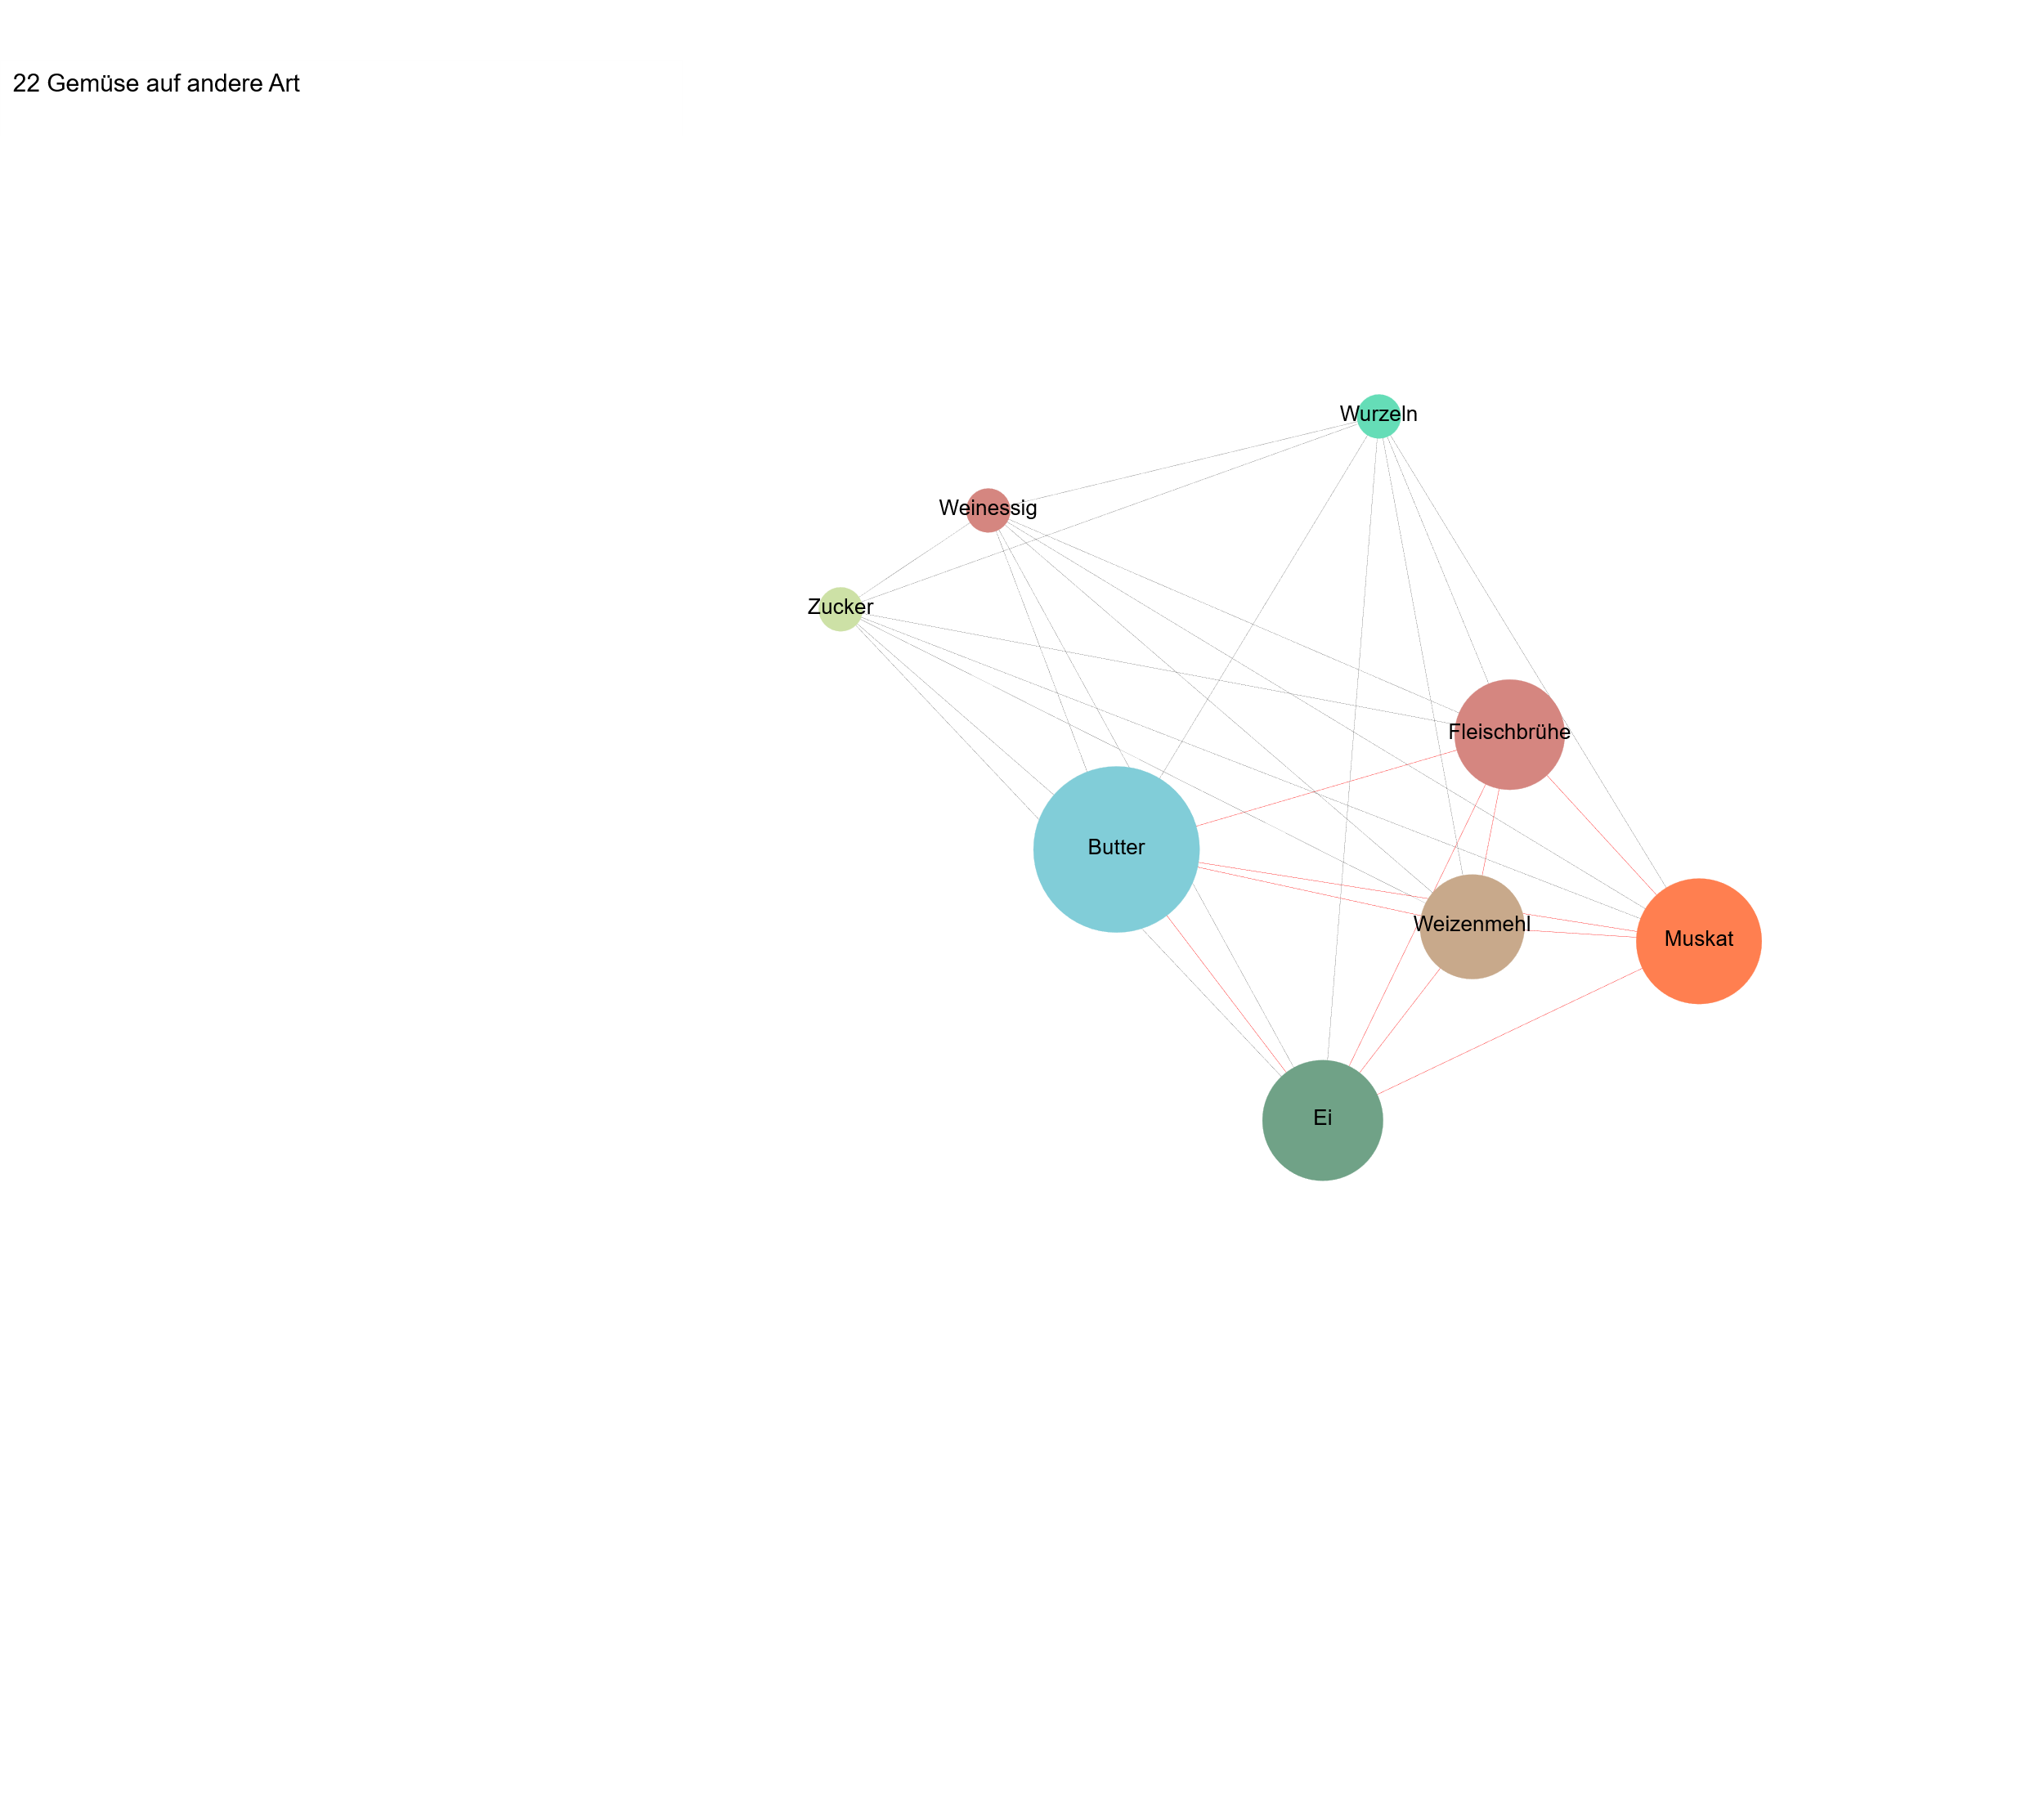 22 Gemüse auf andere Art
Wurzeln
Weinessig
Zucker
Fleischbrühe
Butter
Weizenmehl
Muskat
Ei